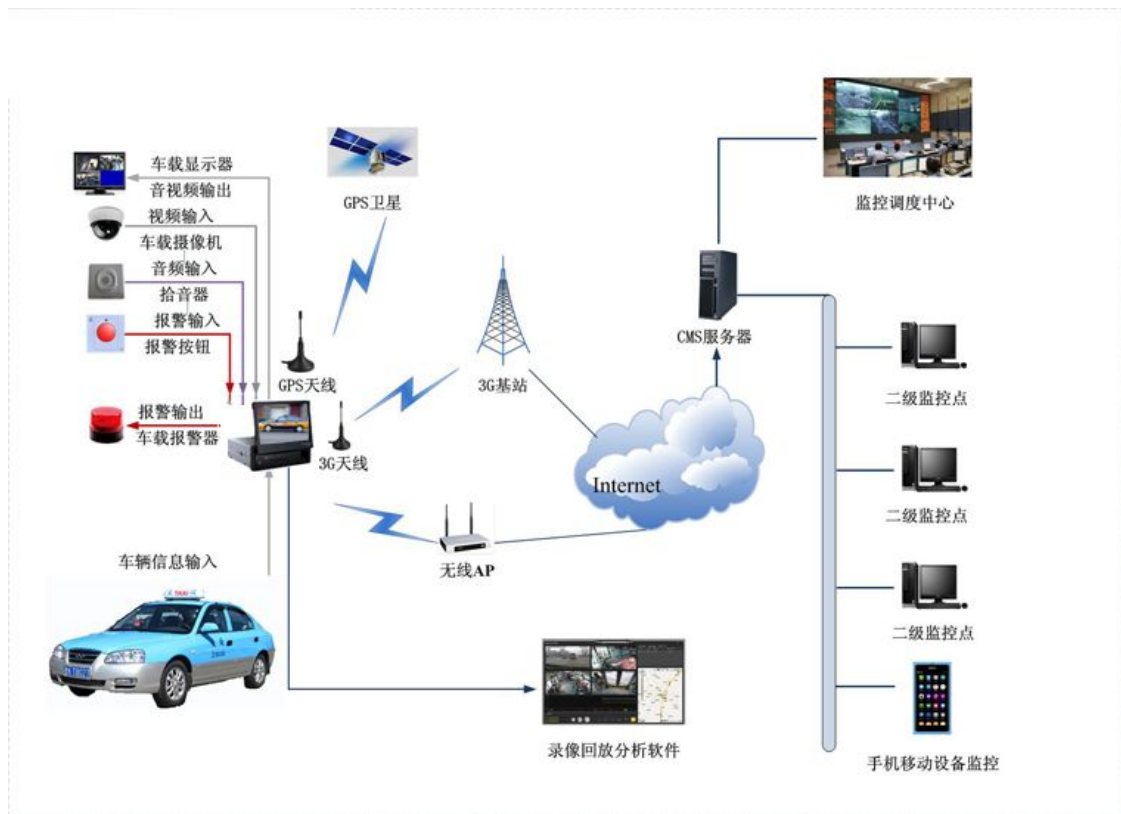 车载显示器
音视频输出
视频输入
车载摄像机
音频输入
拾音器
报警输入
报警按钮
报警输出
车载报警器
GPS卫星
GPS天线
3G天线
3G基站
无线AP
Internet
CMS服务器
监控调度中心
二级监控点
二级监控点
二级监控点
手机移动设备监控
车辆信息输入
TAXI
录像回放分析软件